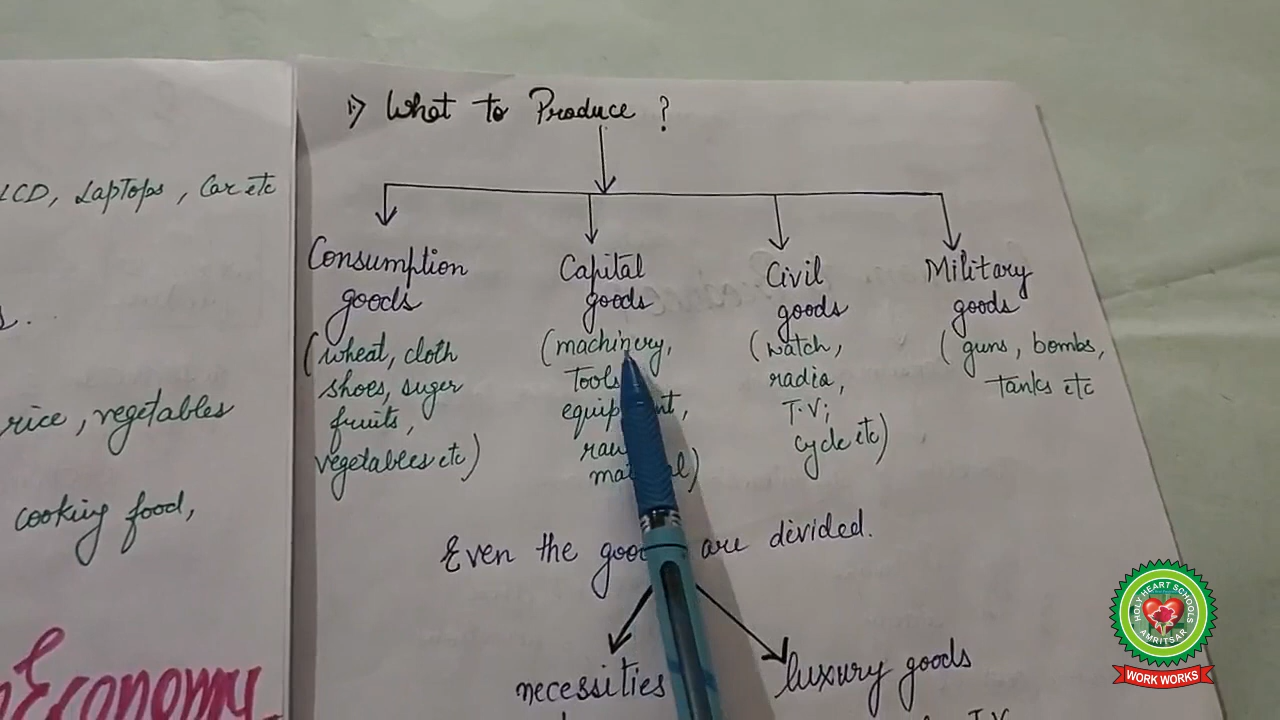 LCD, Laptops, Car etc
s.
rice, vegetables
cooking food,
Economy
1) What to Produce ?
Consumption
goods
(wheat, cloth
shoes, suger
fruits,
vegetables etc)
Capital
goods
(machinery,
Tools
equipment,
raw
material)
Civil
goods
(watch,
radia,
T.V;
cycle etc)
Military
goods
(guns, bombs,
tanks etc
Even the goods are divided.
necessities
luxury goods
T.V
HOLY HEART SCHOOLS
AMRITSAR
WORK WORKS